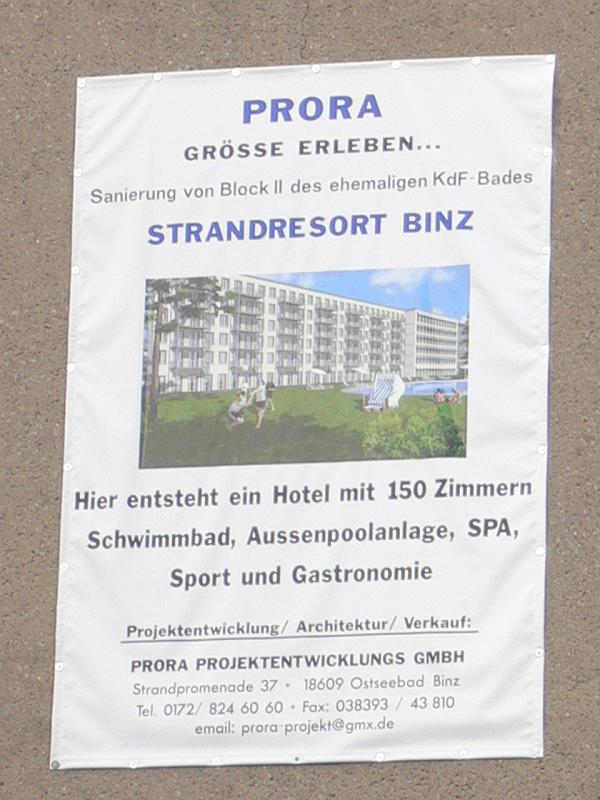 PRORA
GRÖSSE ERLEBEN...
Sanierung von Block II des ehemaligen KdF-Bades
STRANDRESORT BINZ
Hier entsteht ein Hotel mit 150 Zimmern
Schwimmbad, Aussenpoolanlage, SPA,
Sport und Gastronomie
Projektentwicklung/ Architektur/ Verkauf:
PRORA PROJEKTENTWICKLUNGS GMBH
Strandpromenade 37 • 18609 Ostseebad Binz
Tel. 0172/ 824 60 60 • Fax: 038393 / 43 810
email: prora-projekt@gmx.de